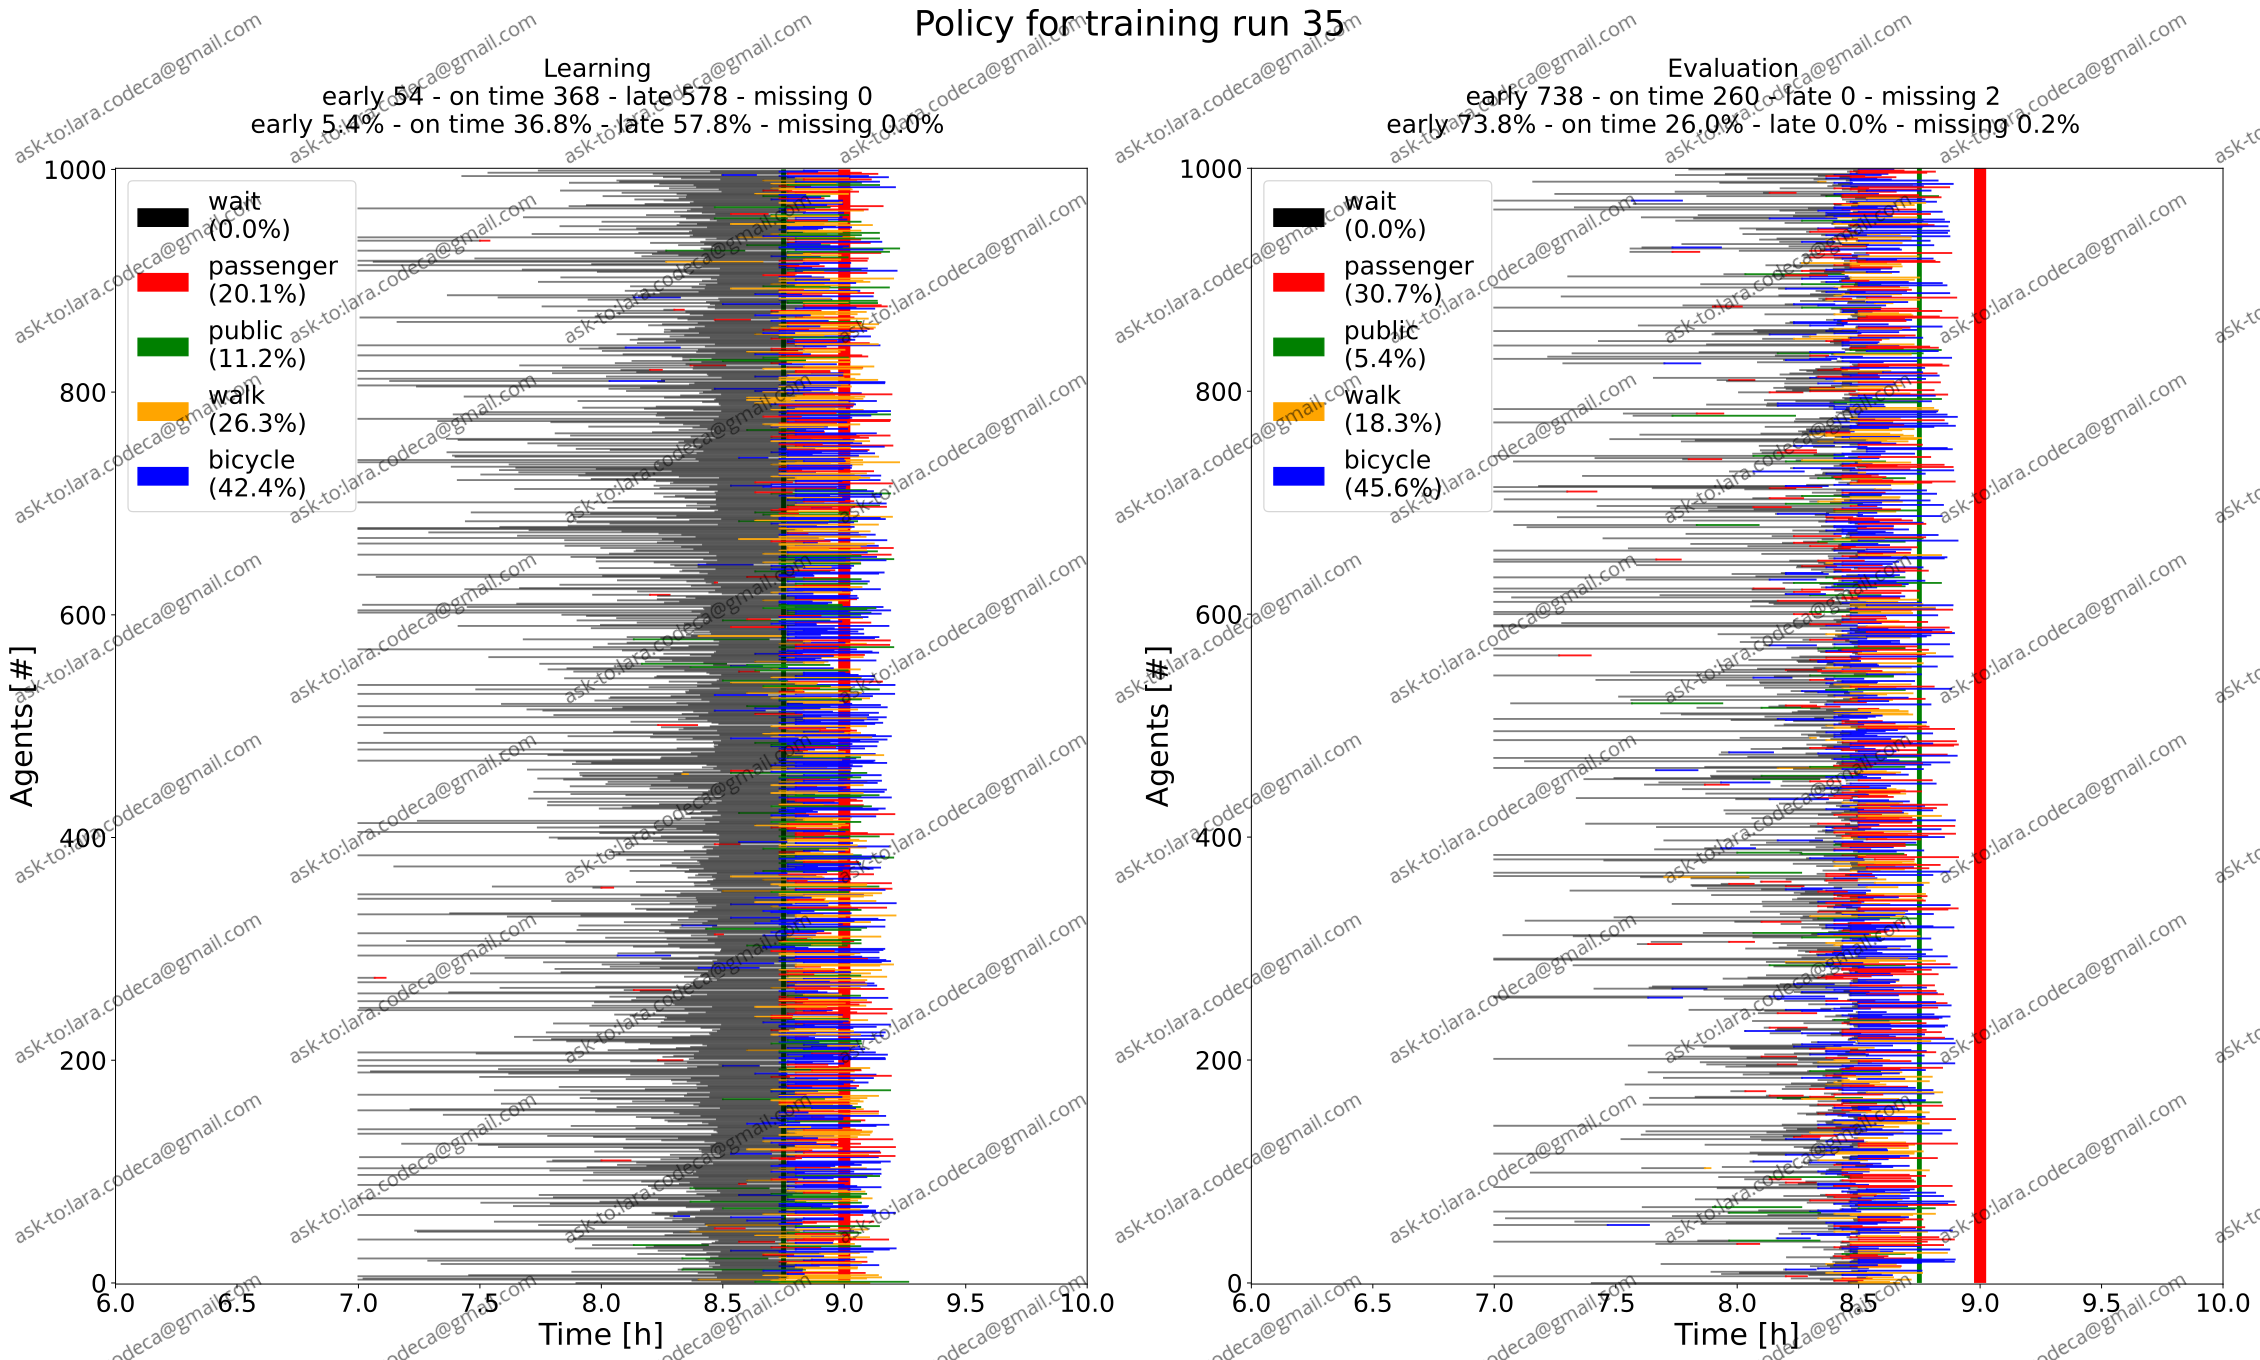 Policy for training run 35
Learning
early 54 - on time 368 - late 578 - missing 0
early 5.4% - on time 36.8% - late 57.8% - missing 0.0%
1000
800
600
400
200
0
Agents [#]
wait
(0.0%)
passenger
(20.1%)
public
(11.2%)
walk
(26.3%)
bicycle
(42.4%)
6.0 6.5 7.0 7.5 8.0 8.5 9.0 9.5 10.0
Time [h]
Evaluation
early 738 - on time 260 - late 0 - missing 2
early 73.8% - on time 26.0% - late 0.0% - missing 0.2%
1000
800
600
400
200
0
Agents [#]
wait
(0.0%)
passenger
(30.7%)
public
(5.4%)
walk
(18.3%)
bicycle
(45.6%)
6.0 6.5 7.0 7.5 8.0 8.5 9.0 9.5 10.0
Time [h]
ask-to:lara.codeca@gmail.com